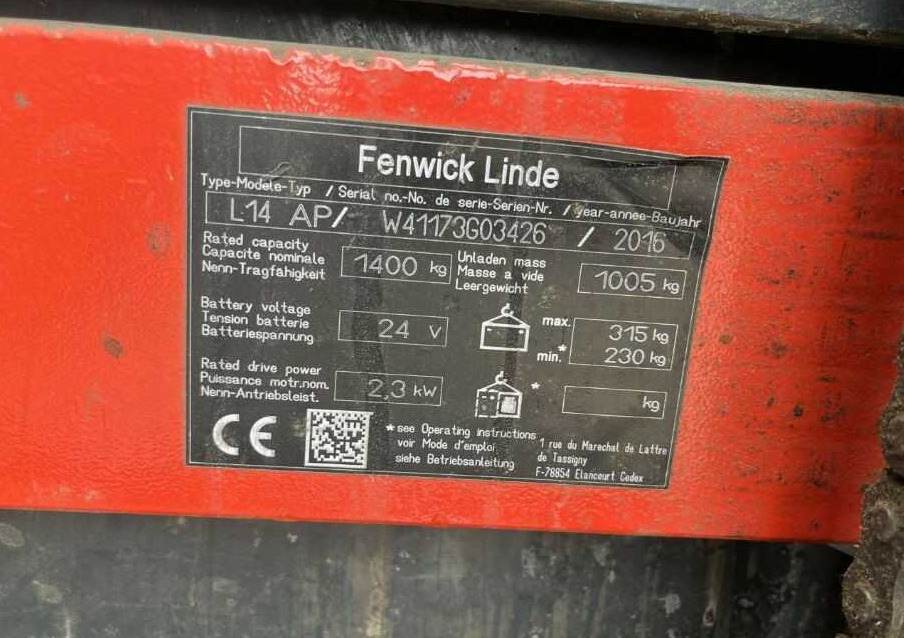 Fenwick Linde
Type-Modele-Typ / Serial no.-No. de serie-Serien-Nr. / year-annee-Baujahr
L14 AP/ W41173G03426 / 2016
Rated capacity
Capacite nominale
Nenn-Tragfähigkeit
1400 kg
Unladen mass
Masse a vide
Leergewicht
1005 kg
Battery voltage
Tension batterie
Batteriespannung
24 V
max. 315 kg
min.* 230 kg
Rated drive power
Puissance motr.nom.
Nenn-Antriebsleist.
2,3 kW
* kg
CE
*see Operating instructions
voir Mode d'emploi
siehe Betriebsanleitung
1 rue du Marechal de Lattre
de Tassigny
F-78854 Elancourt Cedex